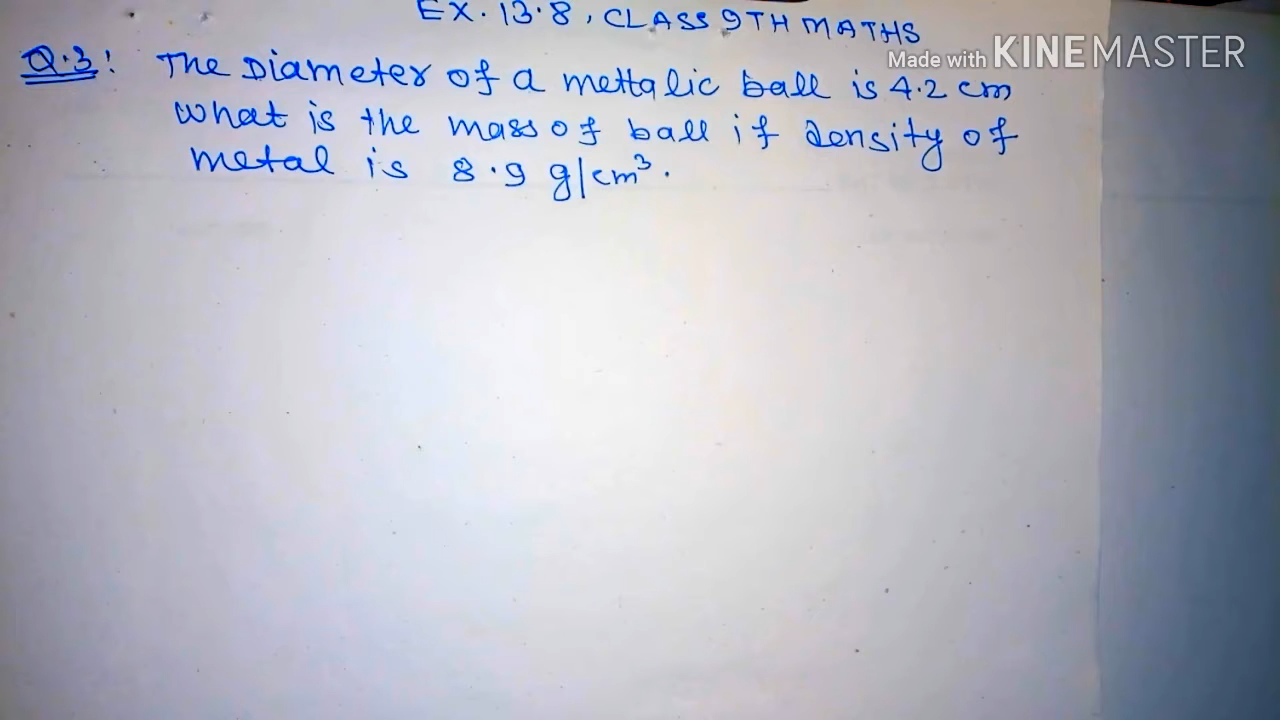 EX. 13.8, CLASS 9TH MATHS
Made with KINEMASTER
Q.3: The Diameter of a mettalic ball is 4.2 cm
what is the mass of ball if density of
metal is 8.9 g/cm³.